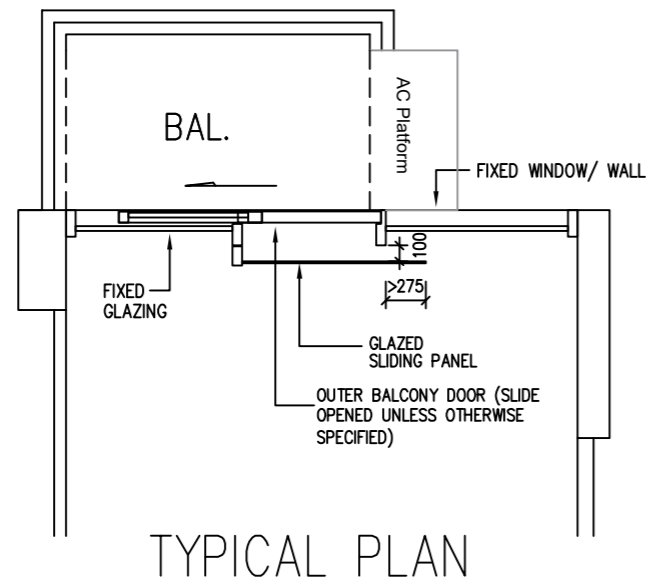 BAL.
AC Platform
FIXED WINDOW/ WALL
100
>275
FIXED
GLAZING
GLAZED
SLIDING PANEL
OUTER BALCONY DOOR (SLIDE
OPENED UNLESS OTHERWISE
SPECIFIED)
TYPICAL PLAN